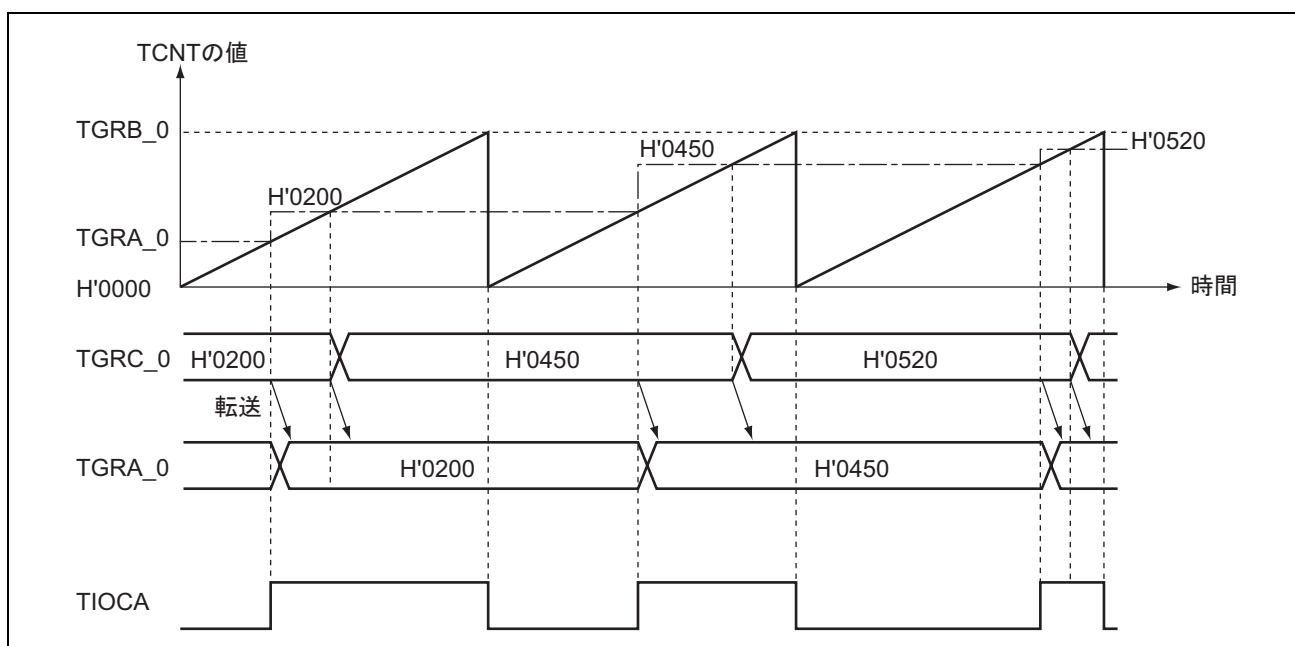 TCNTの値
TGRB_0
H'0520
H'0450
H'0200
TGRA_0
H'0000
時間
TGRC_0
H'0200
H'0450
H'0520
転送
TGRA_0
H'0200
H'0450
TIOCA